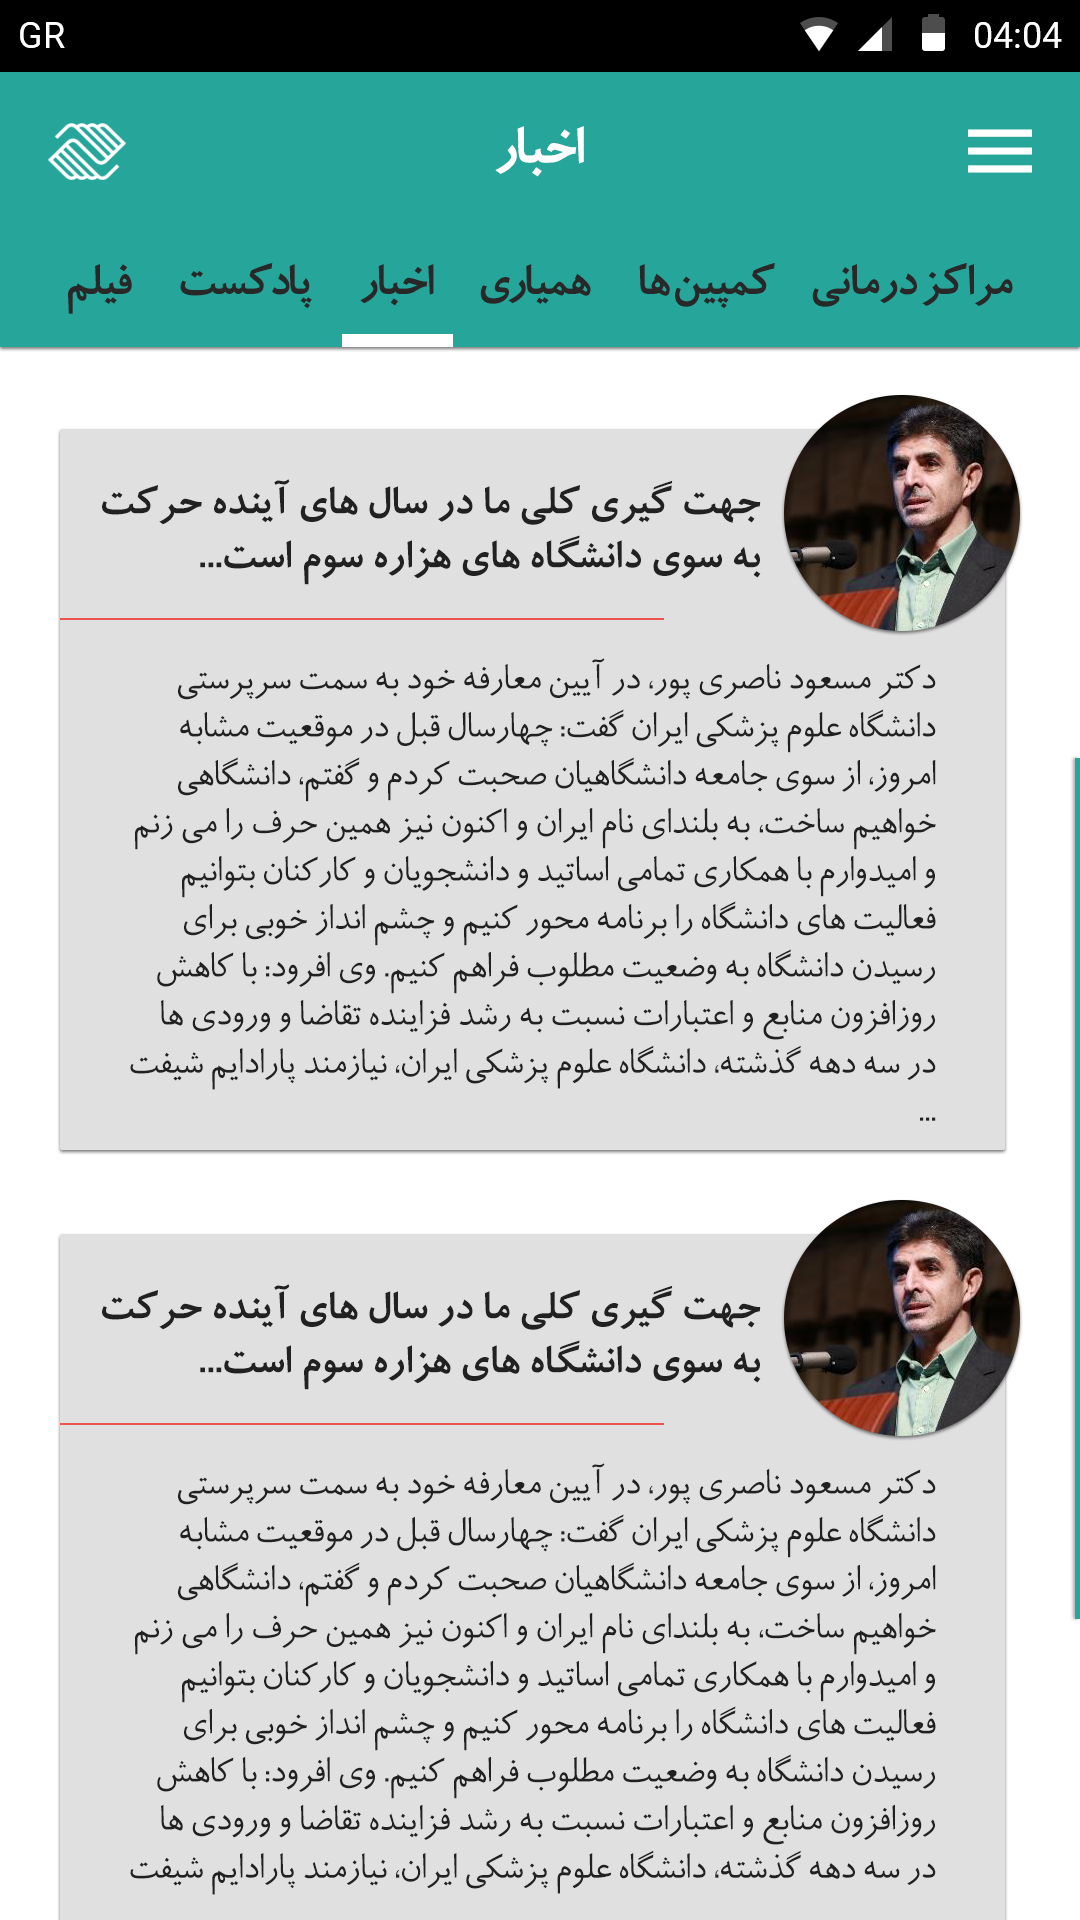 GR
04:04
اخبار
مراکز درمانی
کمپین‌ها
همیاری
اخبار
پادکست
فیلم
جهت گیری کلی ما در سال های آینده حرکت
به سوی دانشگاه های هزاره سوم است...
دکتر مسعود ناصری پور، در آیین معارفه خود به سمت سرپرستی
دانشگاه علوم پزشکی ایران گفت: چهارسال قبل در موقعیت مشابه
امروز، از سوی جامعه دانشگاهیان صحبت کردم و گفتم، دانشگاهی
خواهیم ساخت، به بلندای نام ایران و اکنون نیز همین حرف را می زنم
و امیدوارم با همکاری تمامی اساتید و دانشجویان و کارکنان بتوانیم
فعالیت های دانشگاه را برنامه محور کنیم و چشم انداز خوبی برای
رسیدن دانشگاه به وضعیت مطلوب فراهم کنیم. وی افرود: با کاهش
روزافزون منابع و اعتبارات نسبت به رشد فزاینده تقاضا و ورودی ها
در سه دهه گذشته، دانشگاه علوم پزشکی ایران، نیازمند پارادایم شیفت
...
جهت گیری کلی ما در سال های آینده حرکت
به سوی دانشگاه های هزاره سوم است...
دکتر مسعود ناصری پور، در آیین معارفه خود به سمت سرپرستی
دانشگاه علوم پزشکی ایران گفت: چهارسال قبل در موقعیت مشابه
امروز، از سوی جامعه دانشگاهیان صحبت کردم و گفتم، دانشگاهی
خواهیم ساخت، به بلندای نام ایران و اکنون نیز همین حرف را می زنم
و امیدوارم با همکاری تمامی اساتید و دانشجویان و کارکنان بتوانیم
فعالیت های دانشگاه را برنامه محور کنیم و چشم انداز خوبی برای
رسیدن دانشگاه به وضعیت مطلوب فراهم کنیم. وی افرود: با کاهش
روزافزون منابع و اعتبارات نسبت به رشد فزاینده تقاضا و ورودی ها
در سه دهه گذشته، دانشگاه علوم پزشکی ایران، نیازمند پارادایم شیفت